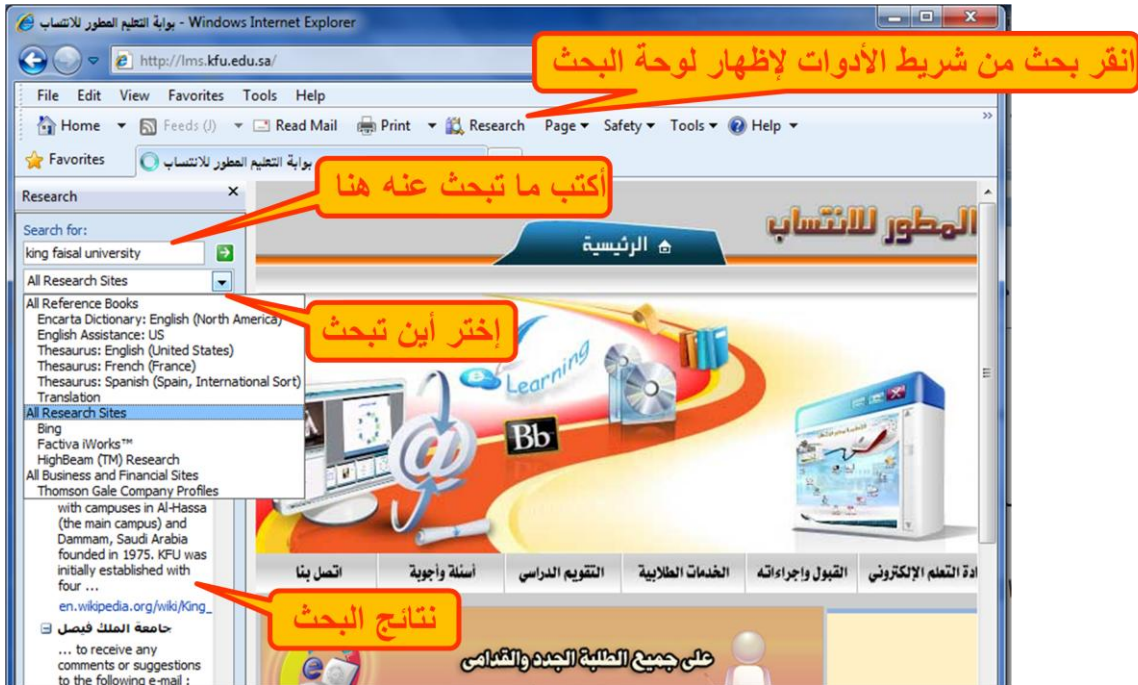 بوابة التعليم المطور للانتساب - Windows Internet Explorer
http://lms.kfu.edu.sa/
انقر بحث من شريط الأدوات لإظهار لوحة البحث
File Edit View Favorites Tools Help
Home Feeds (J) Read Mail Print Research Page Safety Tools Help
Favorites بوابة التعليم المطور للانتساب
Research
أكتب ما تبحث عنه هنا
المطور للانتساب
Search for:
king faisal university
الرئيسية
All Research Sites
إختر أين تبحث
All Reference Books
Encarta Dictionary: English (North America)
English Assistance: US
Thesaurus: English (United States)
Thesaurus: French (France)
Thesaurus: Spanish (Spain, International Sort)
Translation
All Research Sites
Bing
Factiva iWorks™
HighBeam (TM) Research
All Business and Financial Sites
Thomson Gale Company Profiles
Learning
Bb
with campuses in Al-Hassa
(the main campus) and
Dammam, Saudi Arabia
founded in 1975. KFU was
initially established with
four ...
en.wikipedia.org/wiki/King_
جامعة الملك فيصل
... to receive any
comments or suggestions
to the following e-mail :
ادة التعلم الإلكتروني القبول وإجراءاته الخدمات الطلابية التقويم الدراسي أسئلة وأجوبة اتصل بنا
نتائج البحث
على جميع الطلبة الجدد والقدامى